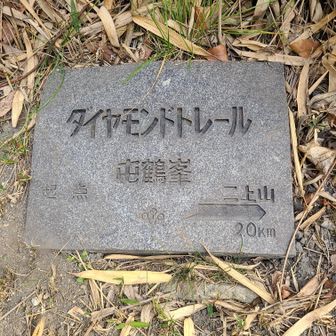 ダイヤモンドトレール
屯鶴峯
起点
二上山
2.0km